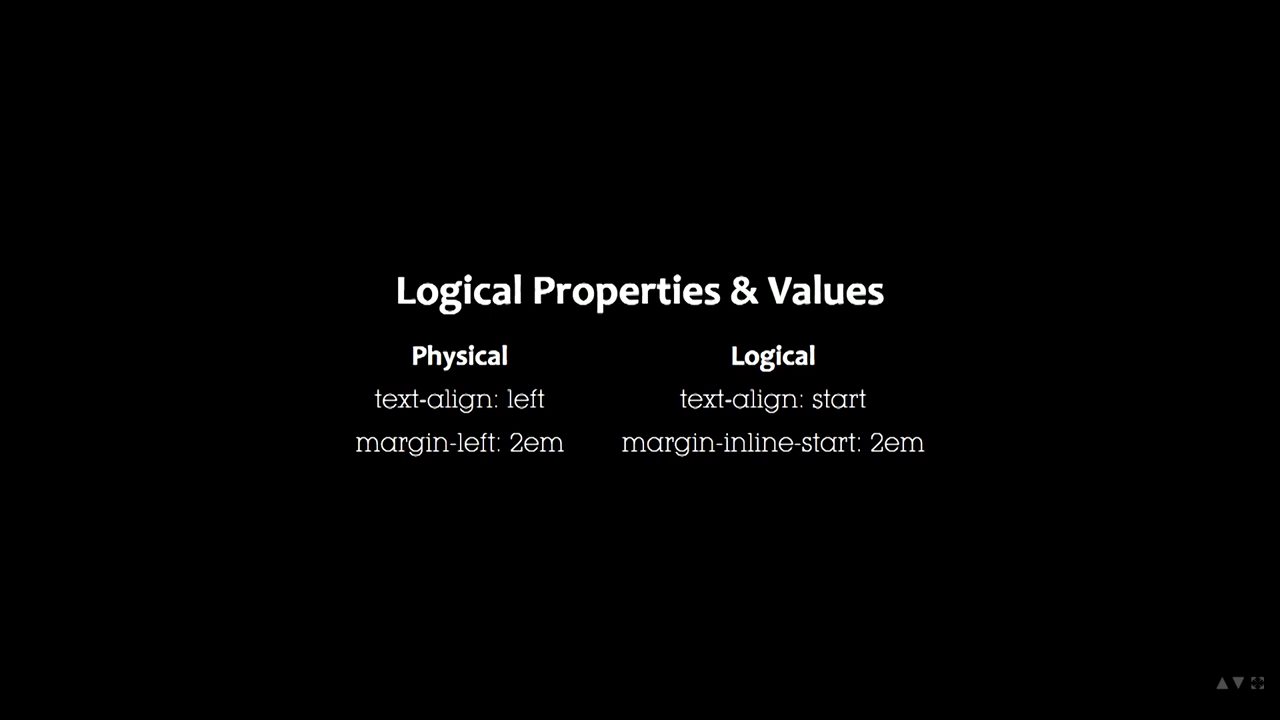 Logical Properties & Values
Physical Logical
text-align: left text-align: start
margin-left: 2em margin-inline-start: 2em